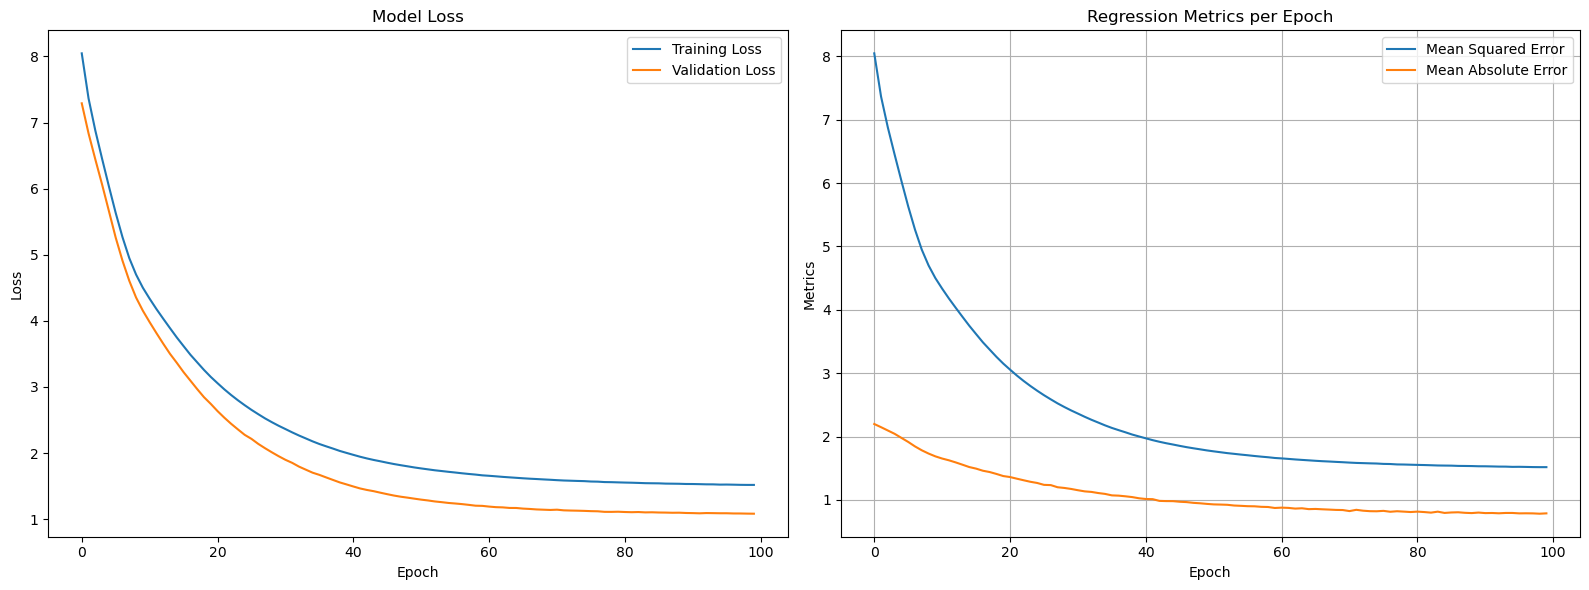 Model Loss
Training Loss
Validation Loss
8
7
6
5
4
3
2
1
Loss
0
20
40
60
80
100
Epoch
Regression Metrics per Epoch
Mean Squared Error
Mean Absolute Error
8
7
6
5
4
3
2
1
Metrics
0
20
40
60
80
100
Epoch